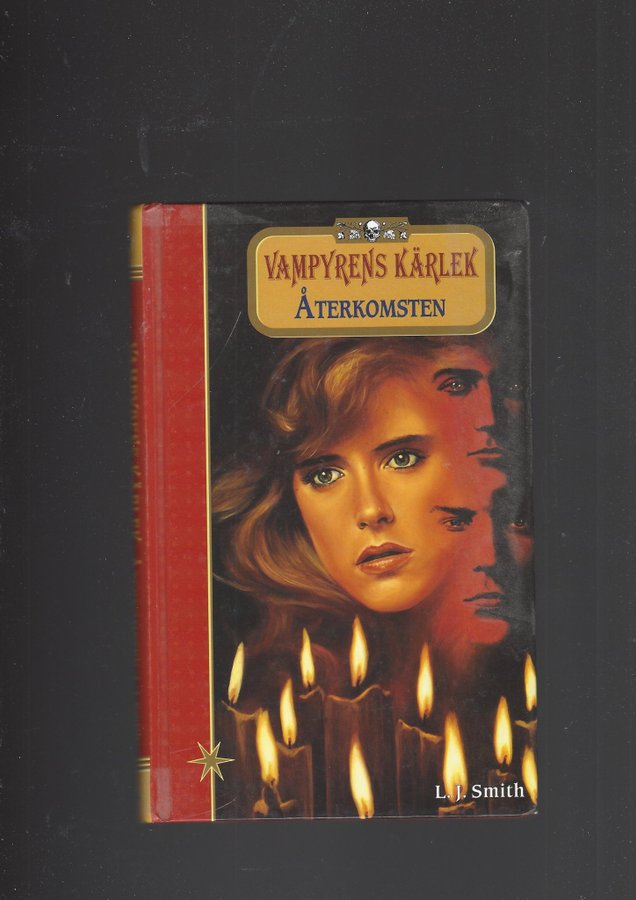 VAMPYRENS KÄRLEK
ÅTERKOMSTEN
L. J. Smith